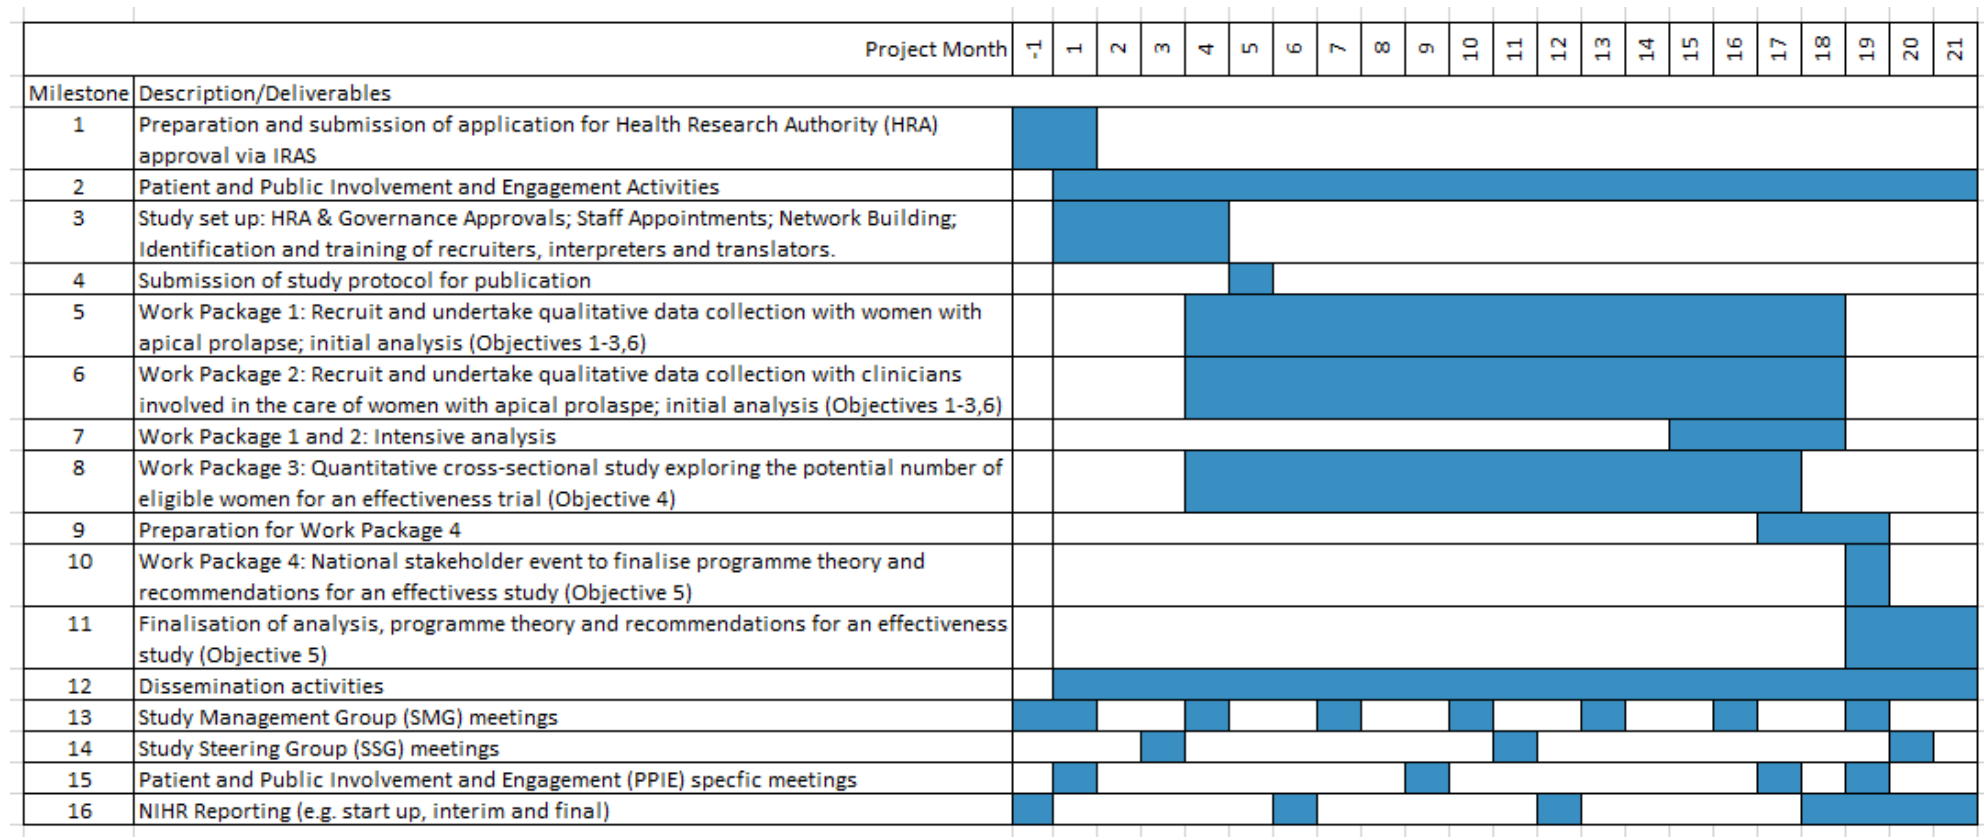 Project Month -1 1 2 3 4 5 6 7 8 9 10 11 12 13 14 15 16 17 18 19 20 21
Milestone Description/Deliverables
1 Preparation and submission of application for Health Research Authority (HRA)
approval via IRAS
2 Patient and Public Involvement and Engagement Activities
3 Study set up: HRA & Governance Approvals; Staff Appointments; Network Building;
Identification and training of recruiters, interpreters and translators.
4 Submission of study protocol for publication
5 Work Package 1: Recruit and undertake qualitative data collection with women with
apical prolapse; initial analysis (Objectives 1-3,6)
6 Work Package 2: Recruit and undertake qualitative data collection with clinicians
involved in the care of women with apical prolaspe; initial analysis (Objectives 1-3,6)
7 Work Package 1 and 2: Intensive analysis
8 Work Package 3: Quantitative cross-sectional study exploring the potential number of
eligible women for an effectiveness trial (Objective 4)
9 Preparation for Work Package 4
10 Work Package 4: National stakeholder event to finalise programme theory and
recommendations for an effectivess study (Objective 5)
11 Finalisation of analysis, programme theory and recommendations for an effectiveness
study (Objective 5)
12 Dissemination activities
13 Study Management Group (SMG) meetings
14 Study Steering Group (SSG) meetings
15 Patient and Public Involvement and Engagement (PPIE) specfic meetings
16 NIHR Reporting (e.g. start up, interim and final)